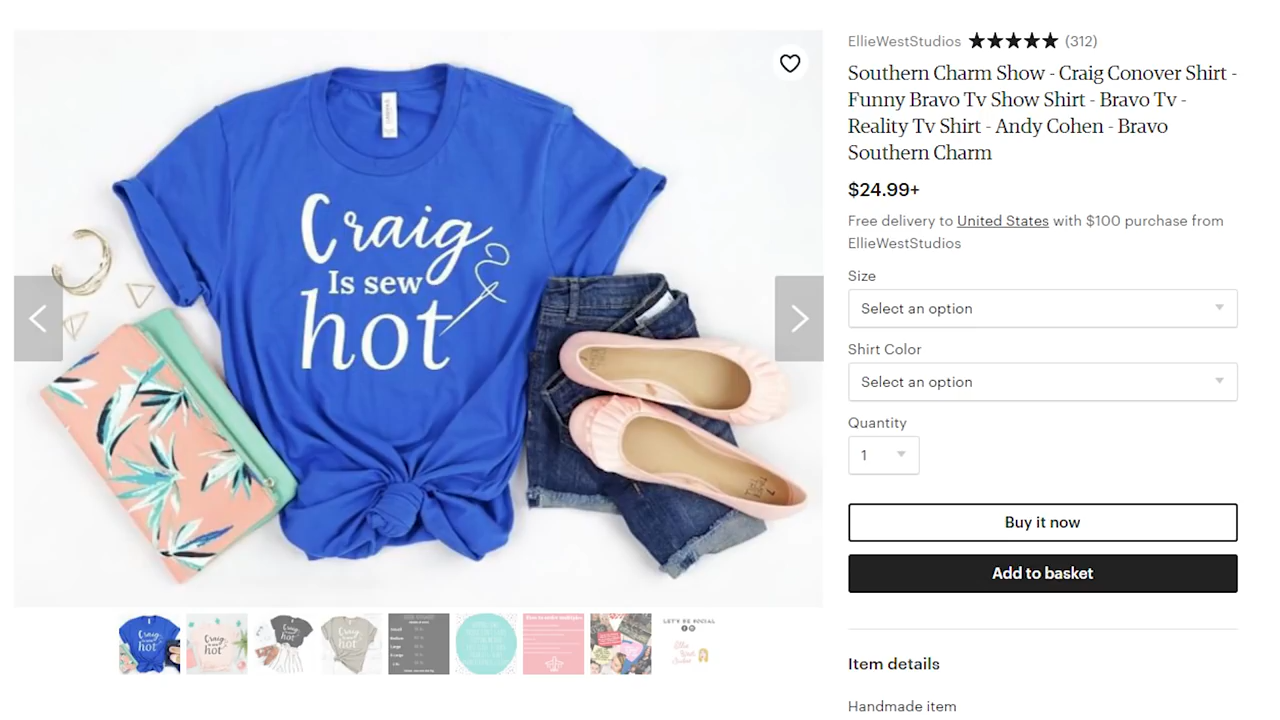 Craig
Is sew
hot
EllieWestStudios ★★★★★ (312)
Southern Charm Show - Craig Conover Shirt -
Funny Bravo Tv Show Shirt - Bravo Tv -
Reality Tv Shirt - Andy Cohen - Bravo
Southern Charm
$24.99+
Free delivery to United States with $100 purchase from
EllieWestStudios
Size
Select an option
Shirt Color
Select an option
Quantity
1
Buy it now
Add to basket
Item details
Handmade item
LET'S BE SOCIAL